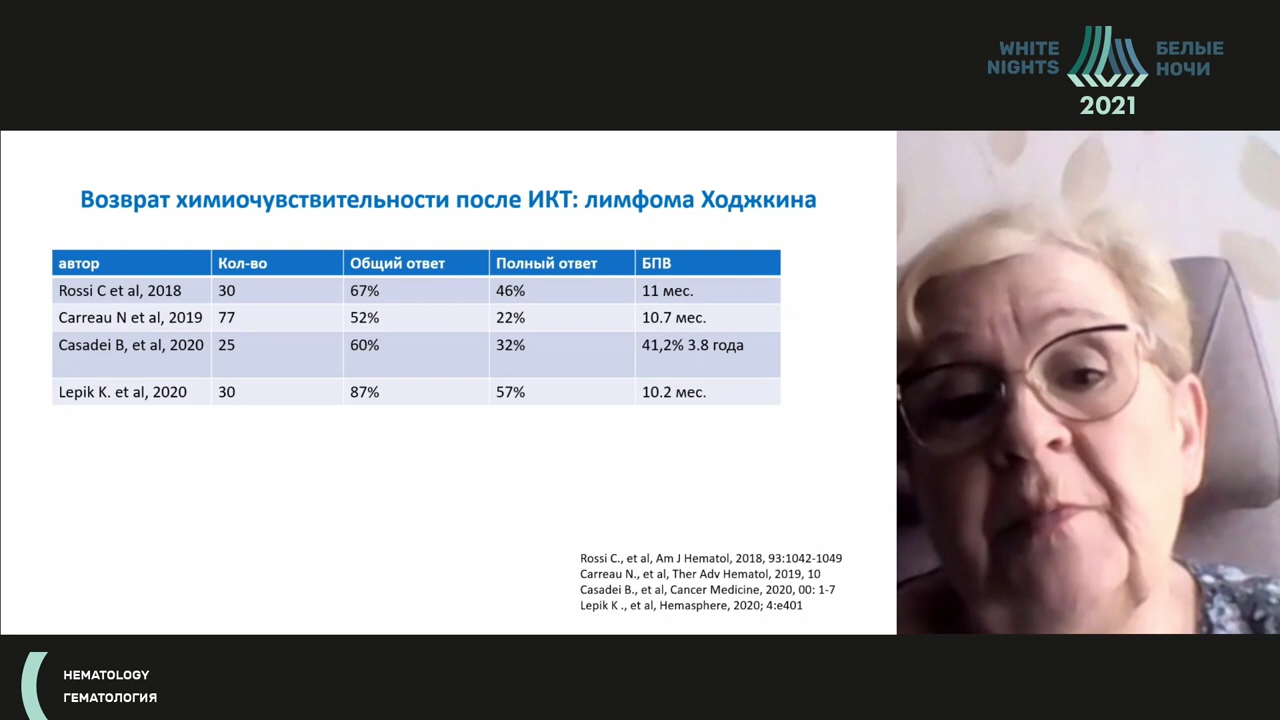 WHITE
NIGHTS
БЕЛЫЕ
НОЧИ
2021
Возврат химиочувствительности после ИКТ: лимфома Ходжкина
автор Кол-во Общий ответ Полный ответ БПВ
Rossi C et al, 2018 30 67% 46% 11 мес.
Carreau N et al, 2019 77 52% 22% 10.7 мес.
Casadei B, et al, 2020 25 60% 32% 41,2% 3.8 года
Lepik K. et al, 2020 30 87% 57% 10.2 мес.
Rossi C., et al, Am J Hematol, 2018, 93:1042-1049
Carreau N., et al, Ther Adv Hematol, 2019, 10
Casadei B., et al, Cancer Medicine, 2020, 00: 1-7
Lepik K ., et al, Hemasphere, 2020; 4:e401
HEMATOLOGY
ГЕМАТОЛОГИЯ